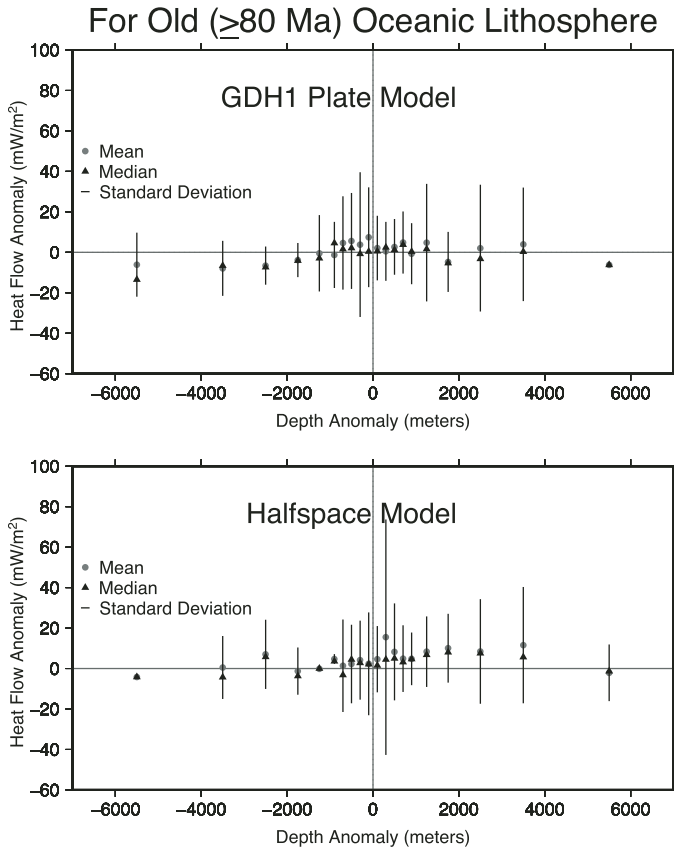 For Old (≥80 Ma) Oceanic Lithosphere
100
80
60
40
20
0
−20
−40
−60
Heat Flow Anomaly (mW/m²)
GDH1 Plate Model
Mean
Median
Standard Deviation
−6000 −4000 −2000 0 2000 4000 6000
Depth Anomaly (meters)
100
80
60
40
20
0
−20
−40
−60
Heat Flow Anomaly (mW/m²)
Halfspace Model
Mean
Median
Standard Deviation
−6000 −4000 −2000 0 2000 4000 6000
Depth Anomaly (meters)